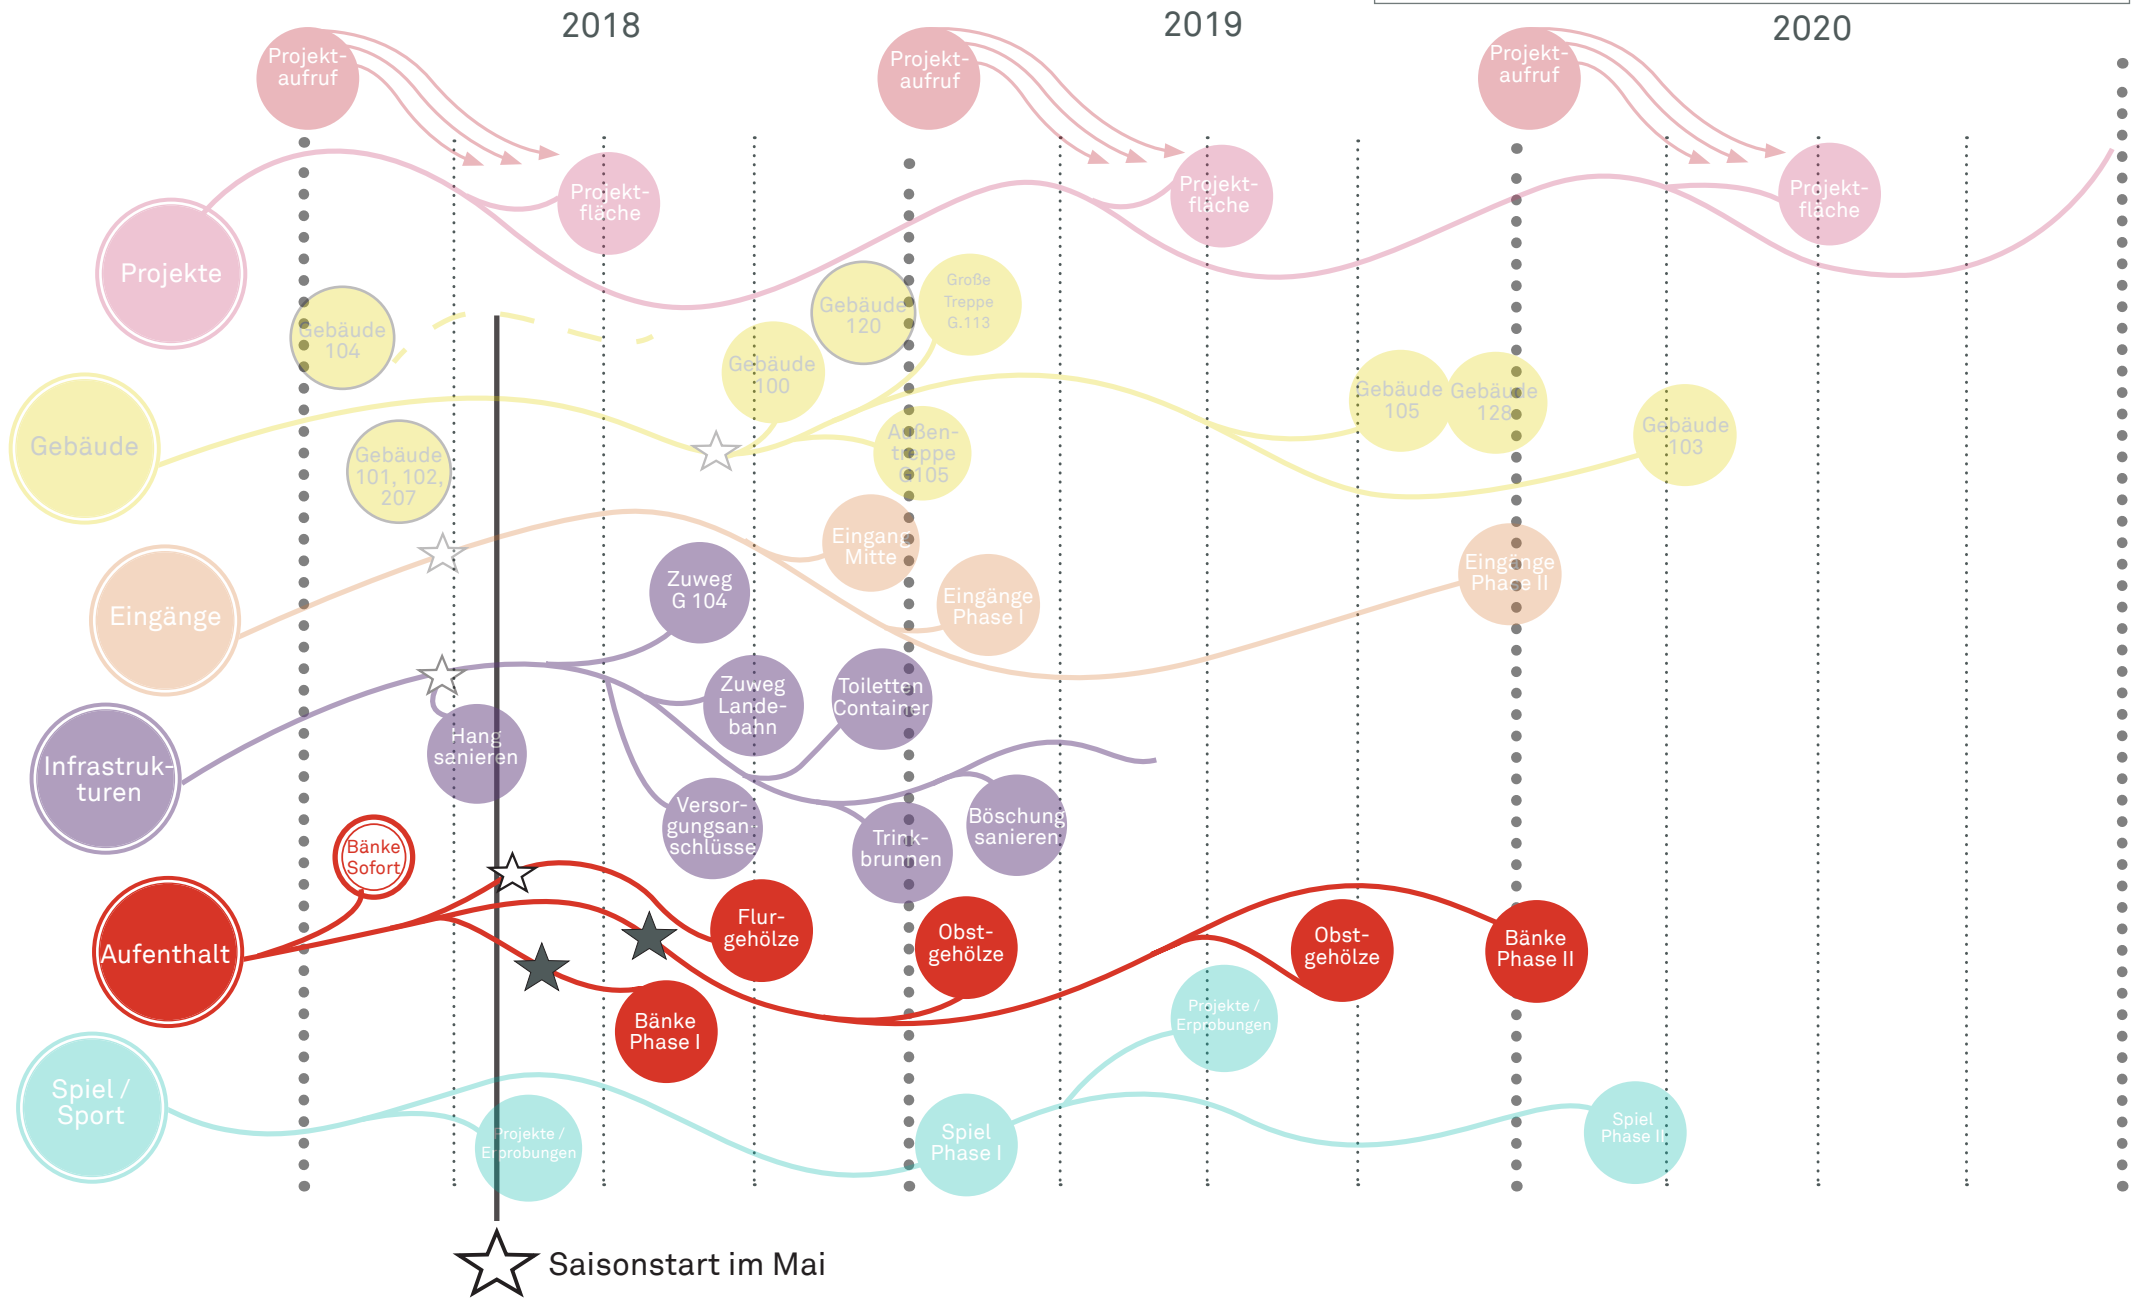 2018
2019
2020
Projekt-
aufruf
Projekt-
aufruf
Projekt-
aufruf
Projekt-
fläche
Projekt-
fläche
Projekt-
fläche
Projekte
Gebäude
104
Gebäude
120
Große
Treppe
G.113
Gebäude
100
Gebäude
105
Gebäude
128
Gebäude
103
Gebäude
Gebäude
101, 102,
207
Außen-
treppe
G105
Eingang
Mitte
Eingänge
Phase I
Eingänge
Phase II
Eingänge
Zuweg
G 104
Zuweg
Lande-
bahn
Toiletten
Container
Hang
sanieren
Infrastruk-
turen
Versor-
gungsan-
schlüsse
Trink-
brunnen
Böschung
sanieren
Bänke
Sofort
Aufenthalt
Flur-
gehölze
Obst-
gehölze
Obst-
gehölze
Bänke
Phase II
Bänke
Phase I
Projekte /
Erprobungen
Spiel /
Sport
Projekte /
Erprobungen
Spiel
Phase I
Spiel
Phase II
Saisonstart im Mai